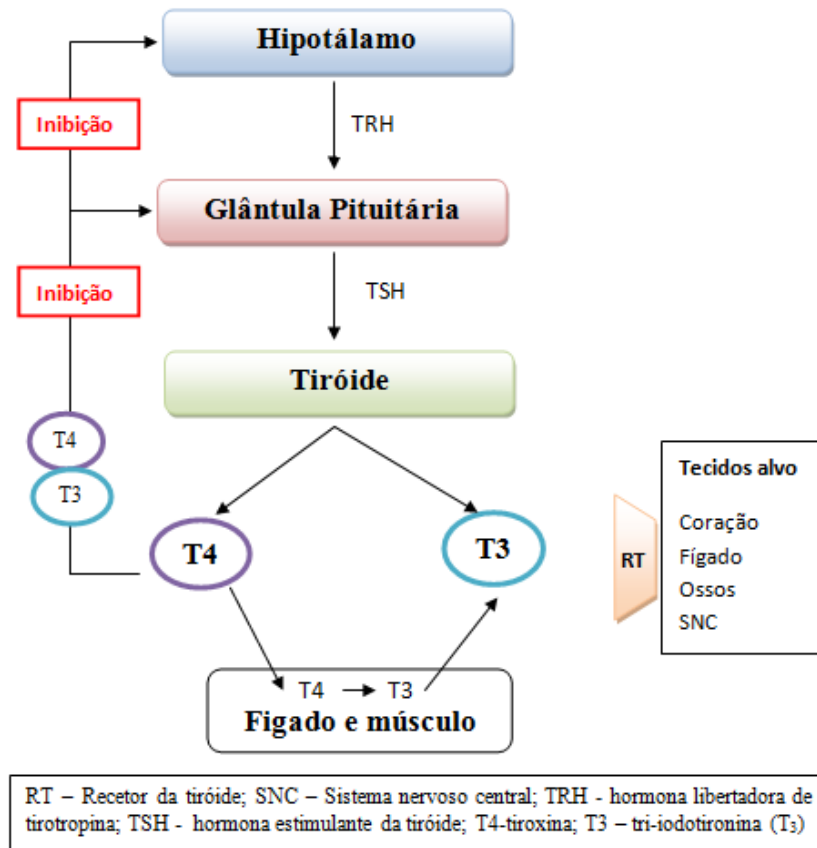 Hipotálamo
Inibição
TRH
Glântula Pituitária
Inibição
TSH
Tiróide
T4
T3
T4
T3
RT
Tecidos alvo
Coração
Fígado
Ossos
SNC
T4 T3
Figado e músculo
RT – Recetor da tiróide; SNC – Sistema nervoso central; TRH - hormona libertadora de
tirotropina; TSH - hormona estimulante da tiróide; T4-tiroxina; T3 – tri-iodotironina (T₃)